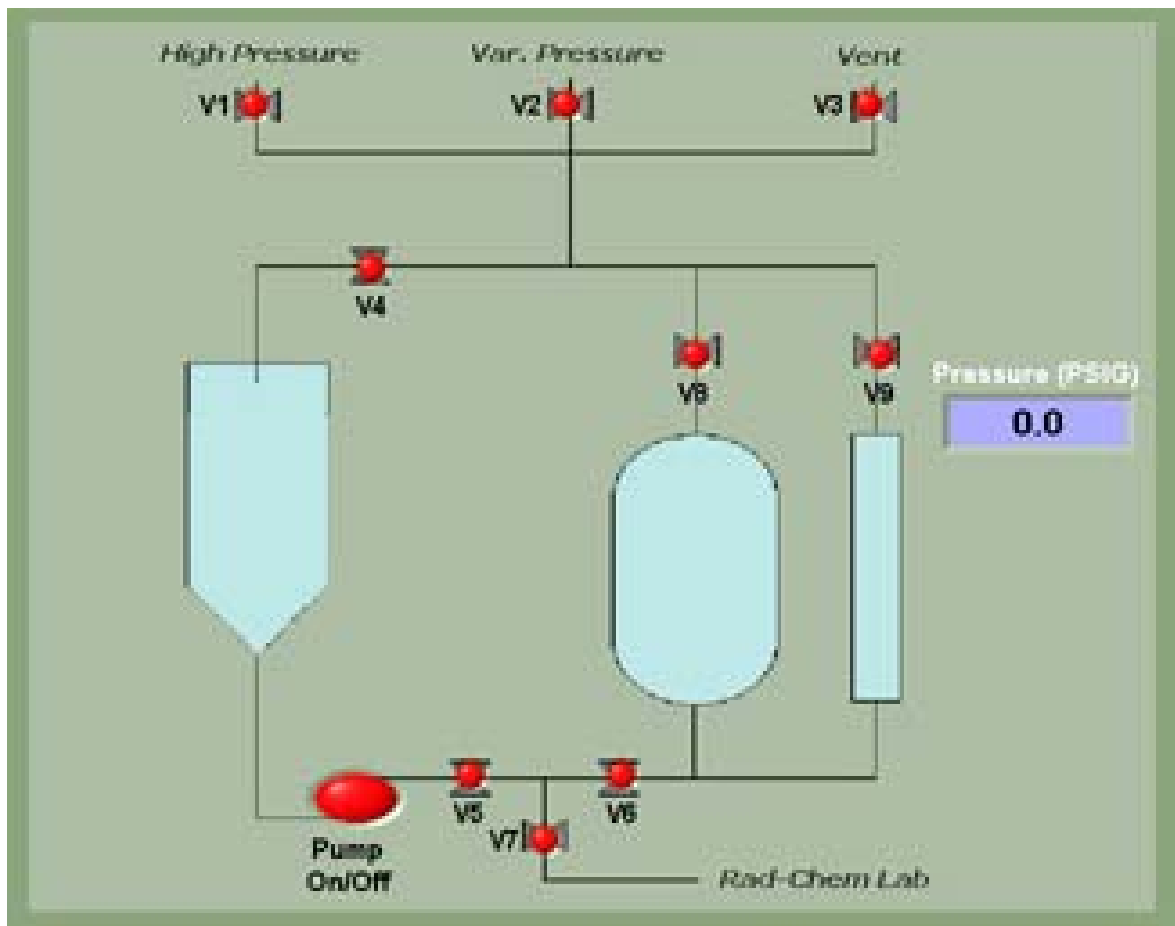 High Pressure
Var. Pressure
Vent
V1
V2
V3
V4
V8
V9
Pressure (PSIG)
0.0
V5
V6
V7
Pump
On/Off
Rad-Chem Lab